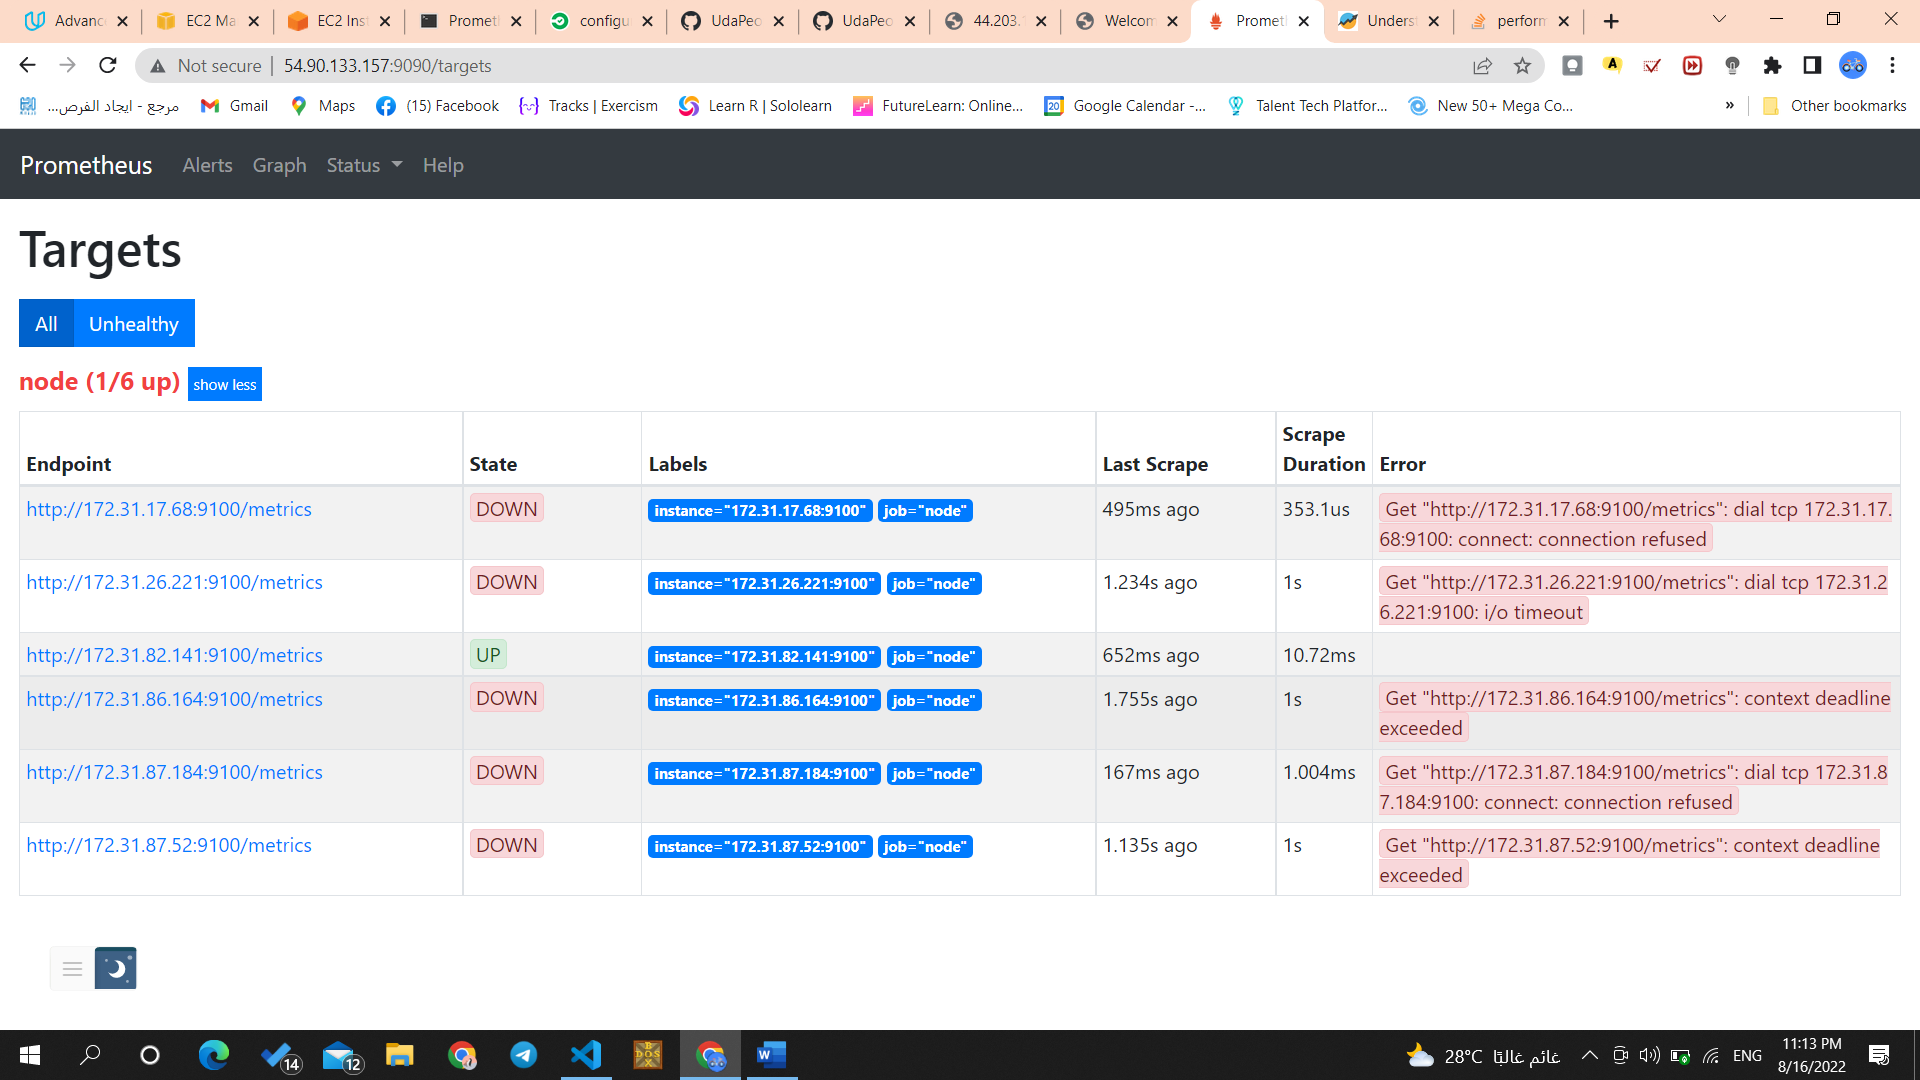 Advanc
EC2 Ma
EC2 Inst
Prometh
configu
UdaPeo
UdaPeo
44.203.
Welcom
Prometh
Underst
perform
Not secure
54.90.133.157:9090/targets
مرجع - ايجاد الفرص...
Gmail
Maps
(15) Facebook
Tracks | Exercism
Learn R | Sololearn
FutureLearn: Online...
Google Calendar -...
Talent Tech Platfor...
New 50+ Mega Co...
»
Other bookmarks
Prometheus
Alerts
Graph
Status
Help
Targets
All
Unhealthy
node (1/6 up)
show less
Endpoint
State
Labels
Last Scrape
Scrape
Duration
Error
http://172.31.17.68:9100/metrics
DOWN
instance="172.31.17.68:9100"
job="node"
495ms ago
353.1us
Get "http://172.31.17.68:9100/metrics": dial tcp 172.31.17.
68:9100: connect: connection refused
http://172.31.26.221:9100/metrics
DOWN
instance="172.31.26.221:9100"
job="node"
1.234s ago
1s
Get "http://172.31.26.221:9100/metrics": dial tcp 172.31.2
6.221:9100: i/o timeout
http://172.31.82.141:9100/metrics
UP
instance="172.31.82.141:9100"
job="node"
652ms ago
10.72ms
http://172.31.86.164:9100/metrics
DOWN
instance="172.31.86.164:9100"
job="node"
1.755s ago
1s
Get "http://172.31.86.164:9100/metrics": context deadline
exceeded
http://172.31.87.184:9100/metrics
DOWN
instance="172.31.87.184:9100"
job="node"
167ms ago
1.004ms
Get "http://172.31.87.184:9100/metrics": dial tcp 172.31.8
7.184:9100: connect: connection refused
http://172.31.87.52:9100/metrics
DOWN
instance="172.31.87.52:9100"
job="node"
1.135s ago
1s
Get "http://172.31.87.52:9100/metrics": context deadline
exceeded
14
12
28°C غائم غالبًا
ENG
11:13 PM
8/16/2022